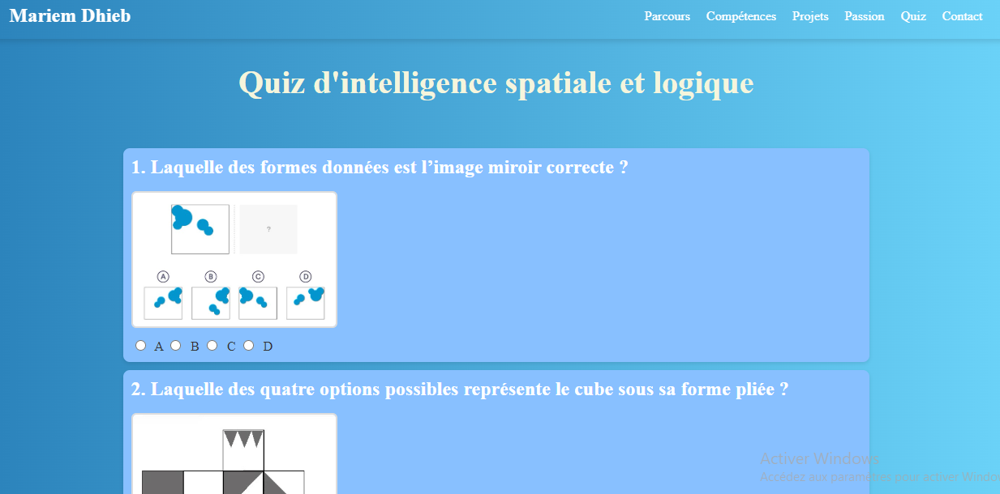 Mariem Dhieb
Parcours Compétences Projets Passion Quiz Contact
Quiz d'intelligence spatiale et logique
1. Laquelle des formes données est l’image miroir correcte ?
?
A B C D
A B C D
2. Laquelle des quatre options possibles représente le cube sous sa forme pliée ?
Activer Windows
Accédez aux paramètres pour activer Windo